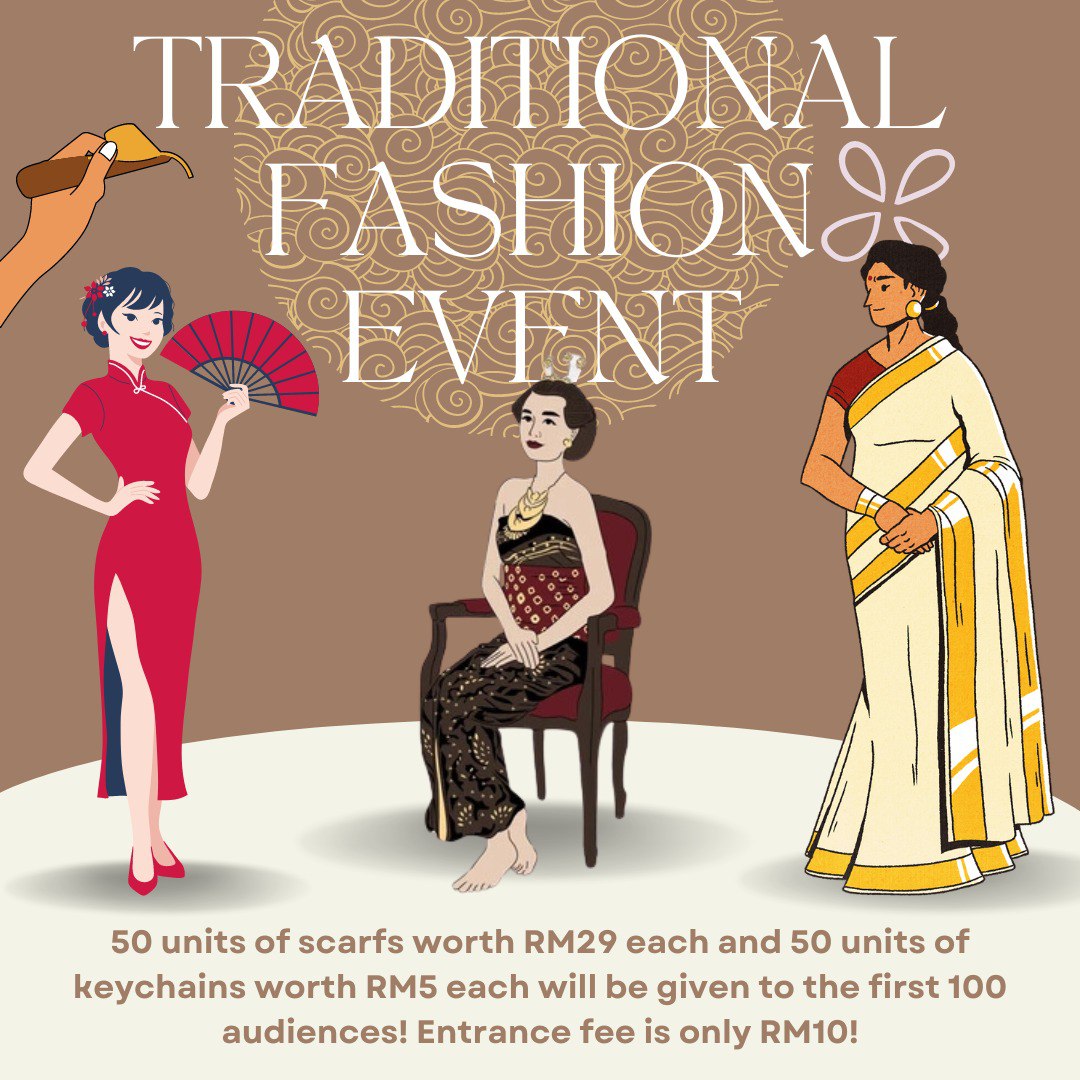 TRADITIONAL
FASHION
EVENT
50 units of scarfs worth RM29 each and 50 units of
keychains worth RM5 each will be given to the first 100
audiences! Entrance fee is only RM10!